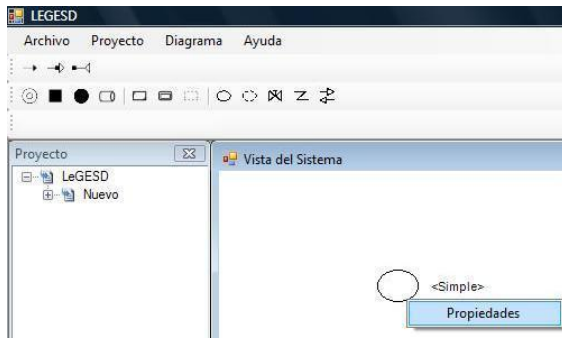 LEGESD
Archivo Proyecto Diagrama Ayuda
Proyecto
Vista del Sistema
LeGESD
Nuevo
<Simple>
Propiedades